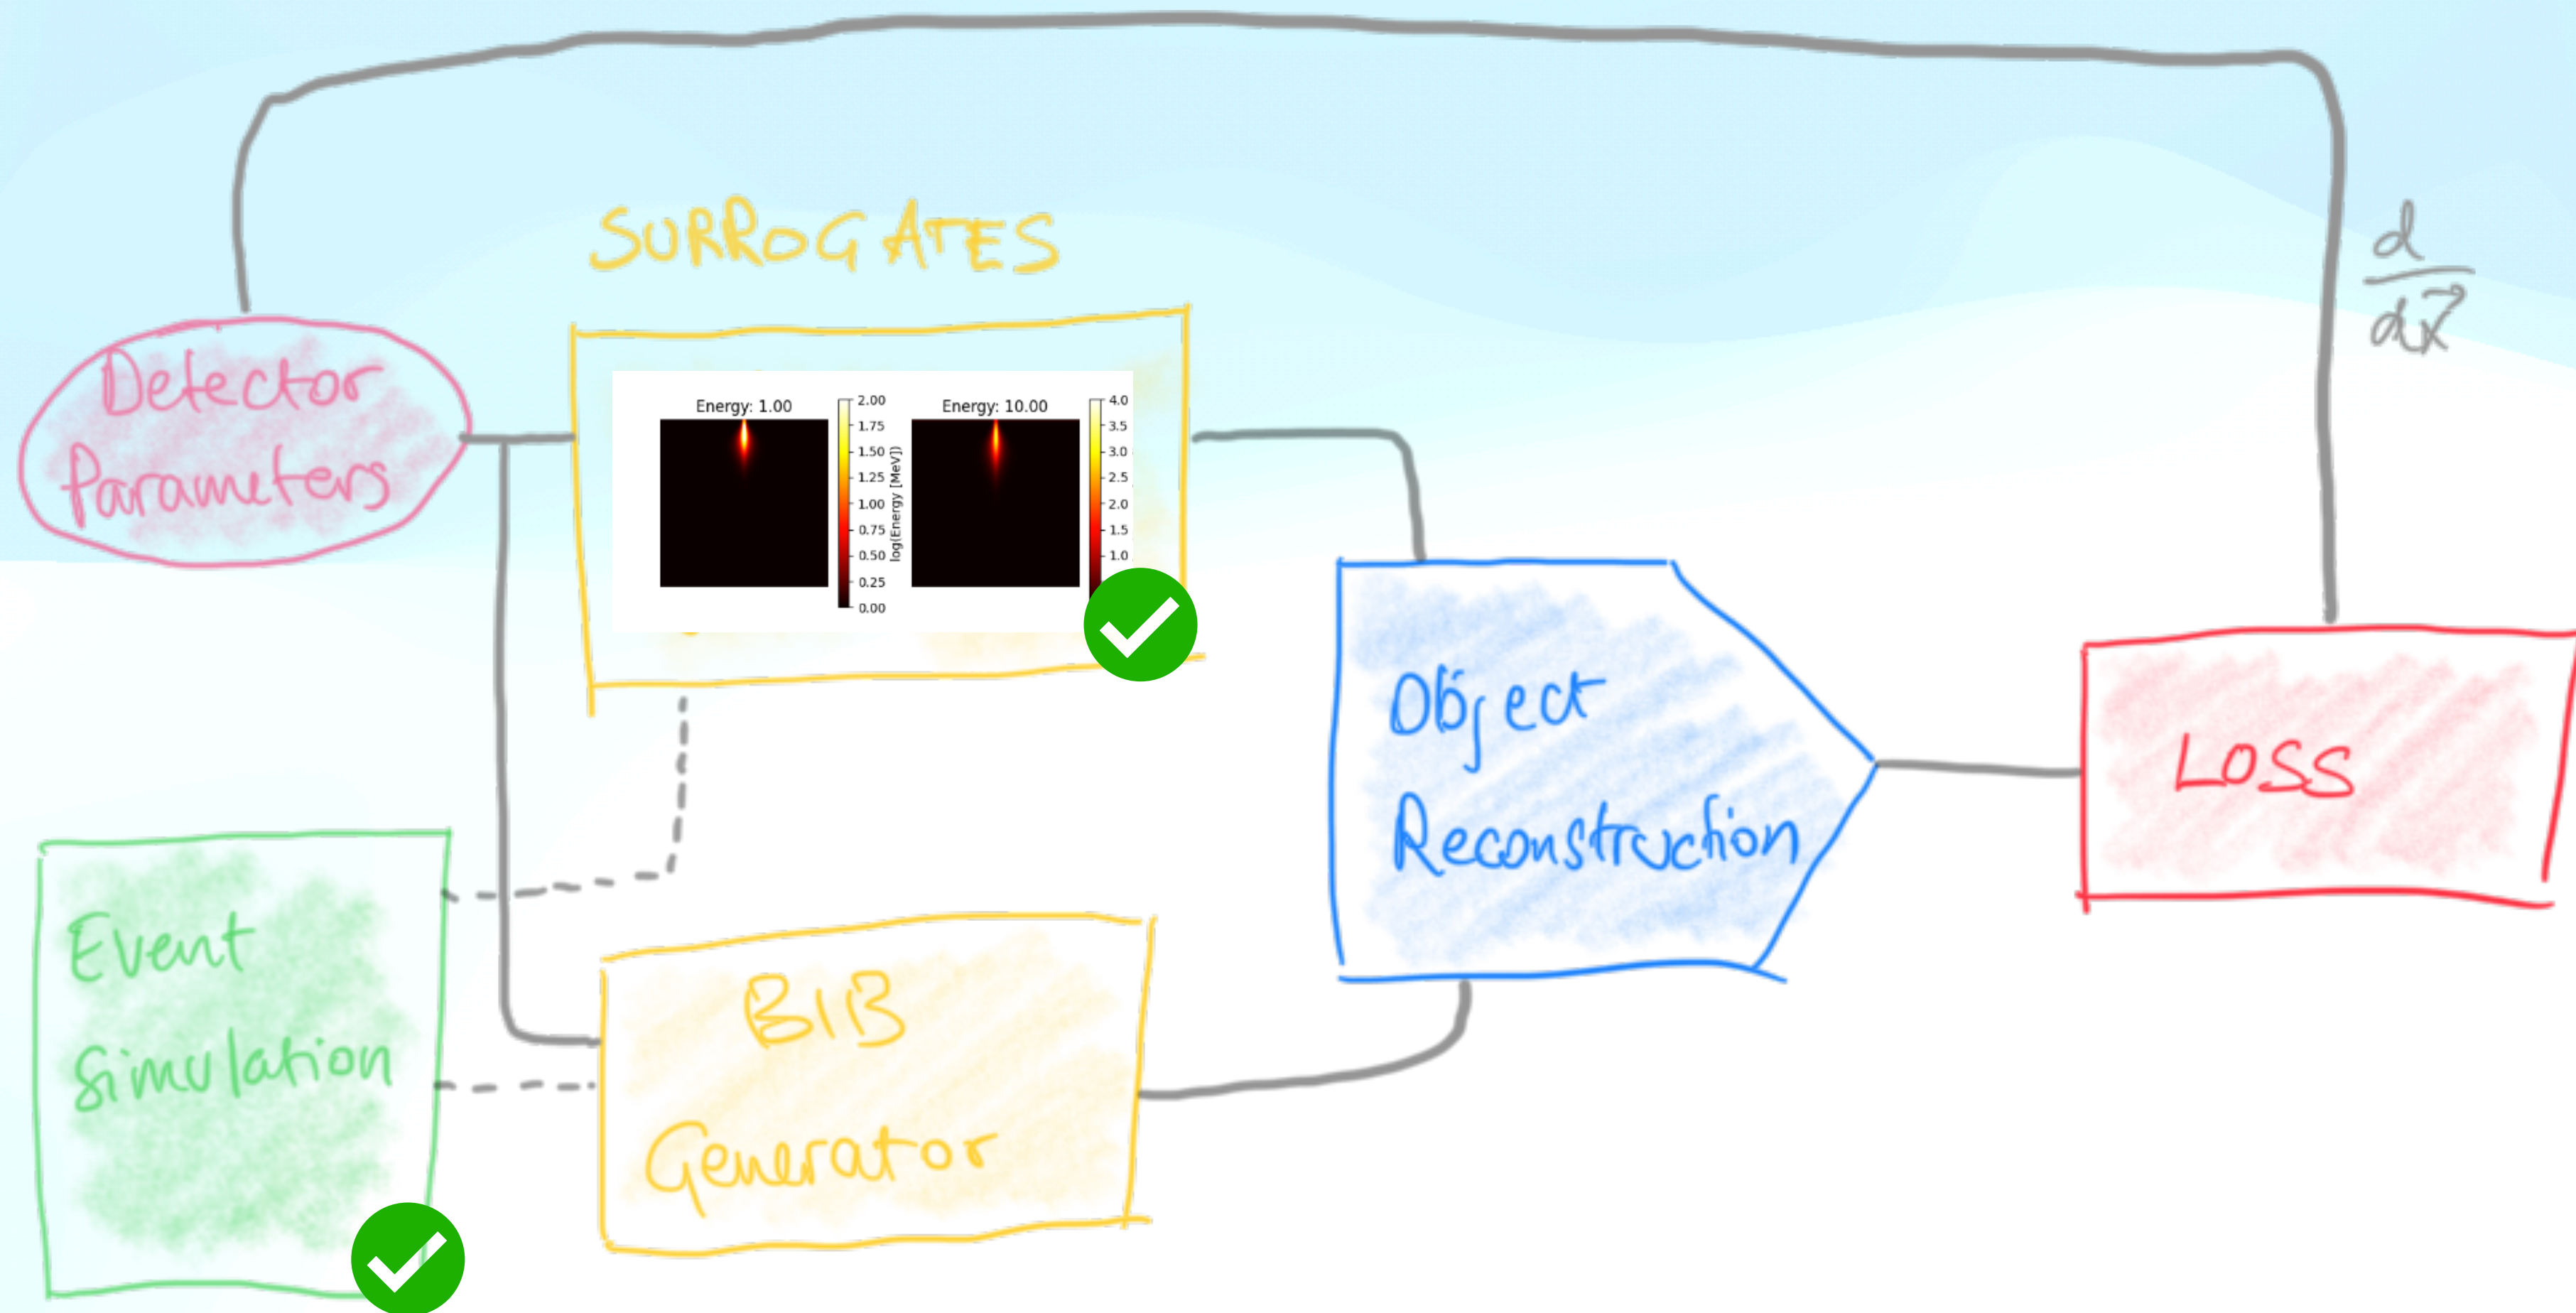 SURROGATES
d
dx⃗
Detector
Parameters
Energy: 1.00
2.00
1.75
1.50
1.25
1.00
0.75
0.50
0.25
0.00
log(Energy [MeV])
Energy: 10.00
4.0
3.5
3.0
2.5
2.0
1.5
1.0
Object
Reconstruction
LOSS
Event
Simulation
BIB
Generator